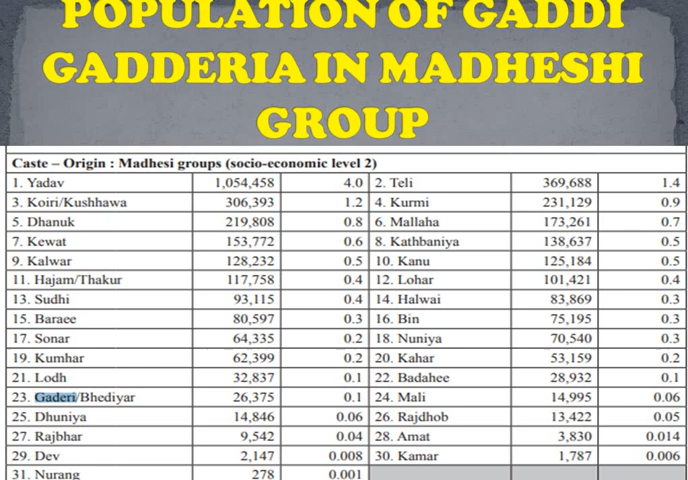 POPULATION OF GADDI
GADDERIA IN MADHESHI
GROUP
Caste – Origin : Madhesi groups (socio-economic level 2)
1. Yadav 1,054,458 4.0 2. Teli 369,688 1.4
3. Koiri/Kushhawa 306,393 1.2 4. Kurmi 231,129 0.9
5. Dhanuk 219,808 0.8 6. Mallaha 173,261 0.7
7. Kewat 153,772 0.6 8. Kathbaniya 138,637 0.5
9. Kalwar 128,232 0.5 10. Kanu 125,184 0.5
11. Hajam/Thakur 117,758 0.4 12. Lohar 101,421 0.4
13. Sudhi 93,115 0.4 14. Halwai 83,869 0.3
15. Baraee 80,597 0.3 16. Bin 75,195 0.3
17. Sonar 64,335 0.2 18. Nuniya 70,540 0.3
19. Kumhar 62,399 0.2 20. Kahar 53,159 0.2
21. Lodh 32,837 0.1 22. Badahee 28,932 0.1
23. Gaderi/Bhediyar 26,375 0.1 24. Mali 14,995 0.06
25. Dhuniya 14,846 0.06 26. Rajdhob 13,422 0.05
27. Rajbhar 9,542 0.04 28. Amat 3,830 0.014
29. Dev 2,147 0.008 30. Kamar 1,787 0.006
31. Nurang 278 0.001